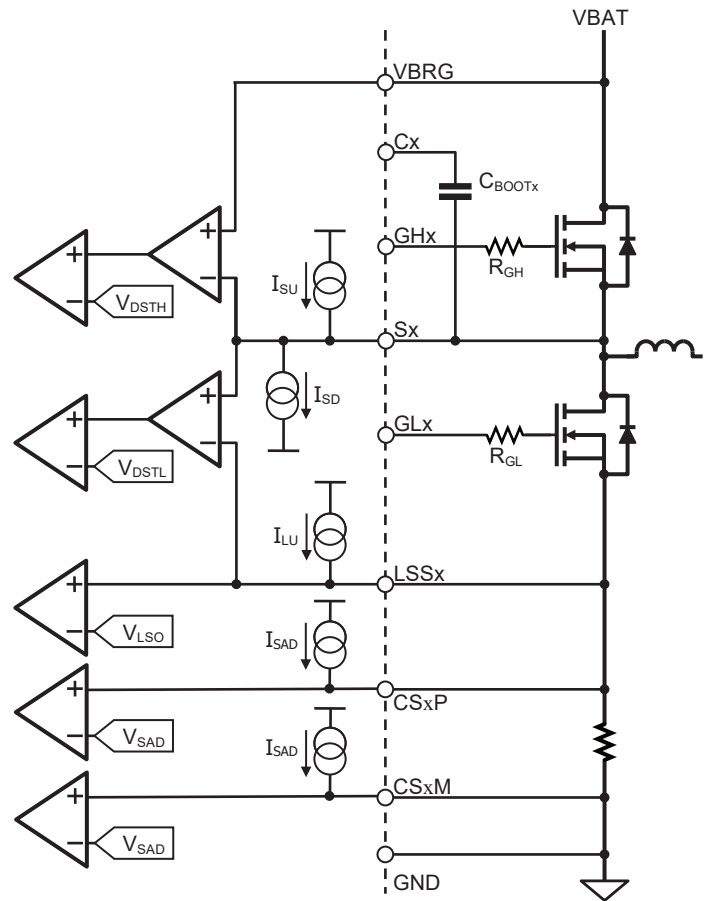 VBAT
VBRG
Cx
CBOOTx
GHx
RGH
VDSTH
ISU
Sx
ISD
GLx
RGL
VDSTL
ILU
LSSx
VLSO
ISAD
CSxP
VSAD
ISAD
CSxM
VSAD
GND